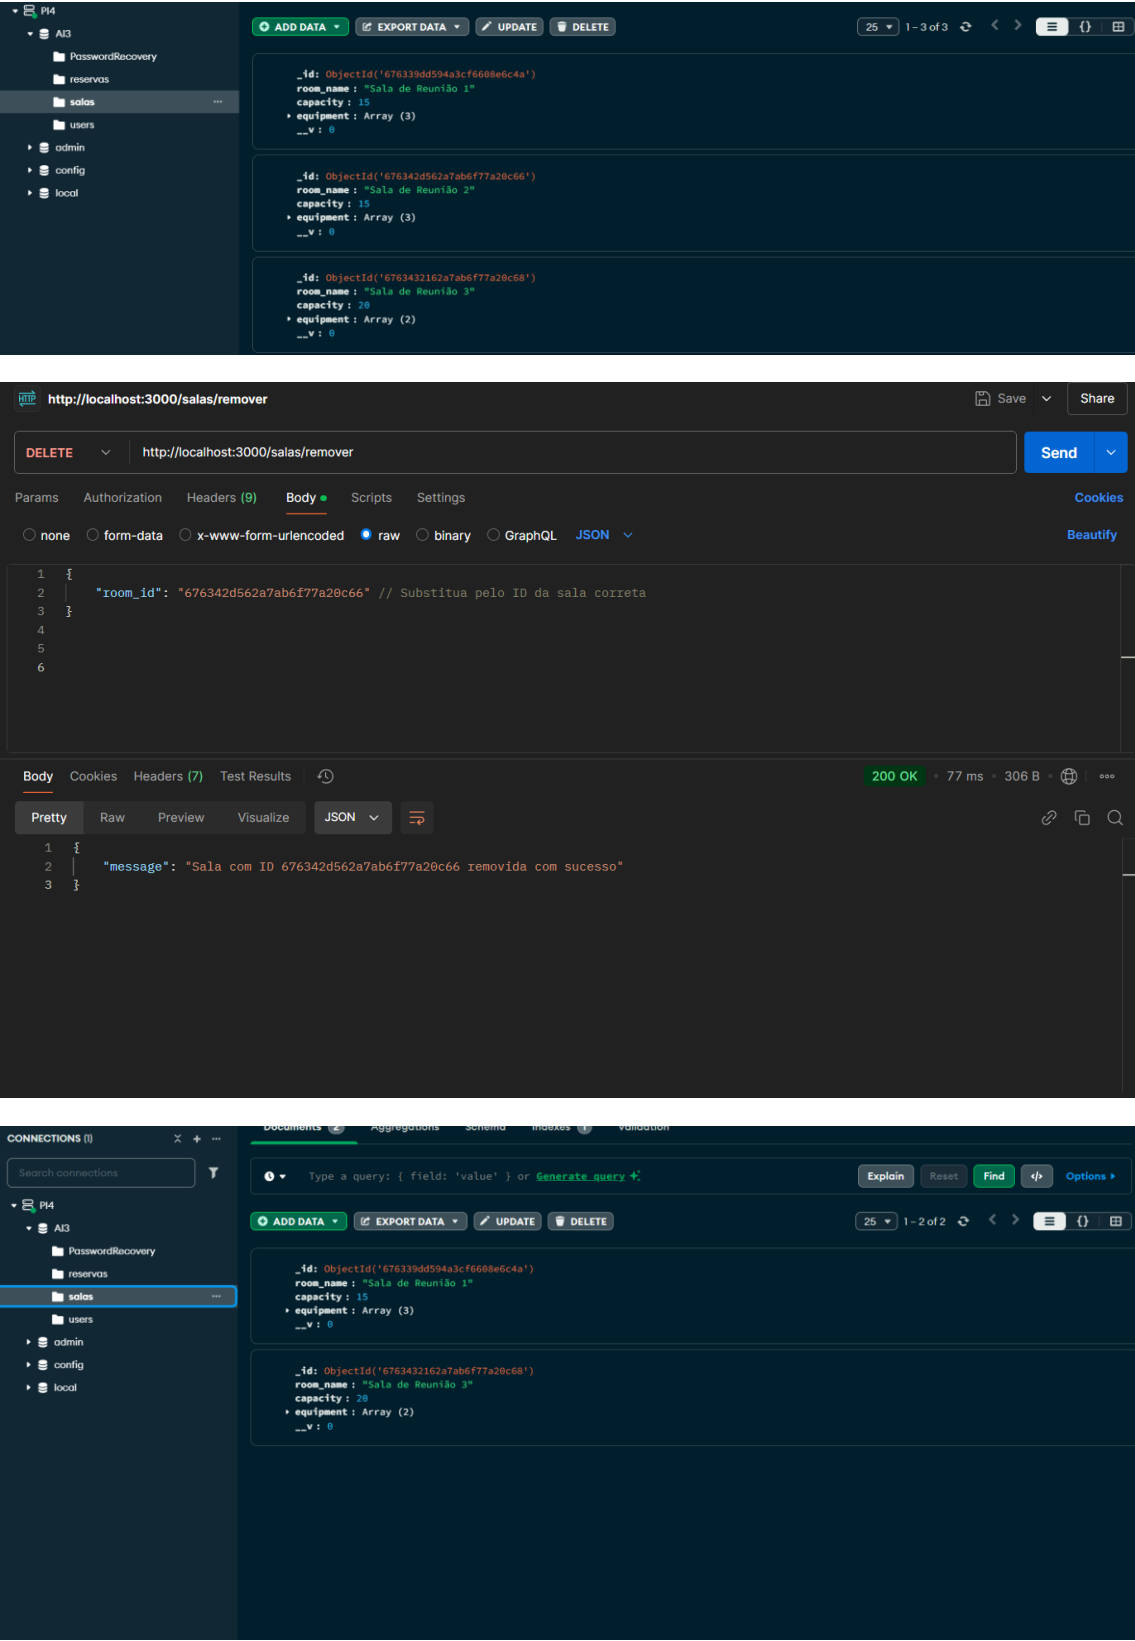 PI4
AI3
PasswordRecovery
reservas
salas
users
admin
config
local
ADD DATA EXPORT DATA UPDATE DELETE 25 1 – 3 of 3 {}
_id: ObjectId('676339dd594a3cf6608e6c4a')
room_name : "Sala de Reunião 1"
capacity : 15
equipment : Array (3)
__v : 0
_id: ObjectId('676342d562a7ab6f77a20c66')
room_name : "Sala de Reunião 2"
capacity : 15
equipment : Array (3)
__v : 0
_id: ObjectId('6763432162a7ab6f77a20c68')
room_name : "Sala de Reunião 3"
capacity : 20
equipment : Array (2)
__v : 0
HTTP http://localhost:3000/salas/remover Save Share
DELETE http://localhost:3000/salas/remover Send
Params Authorization Headers (9) Body Scripts Settings Cookies
none form-data x-www-form-urlencoded raw binary GraphQL JSON Beautify
1 {
2 "room_id": "676342d562a7ab6f77a20c66" // Substitua pelo ID da sala correta
3 }
4
5
6
Body Cookies Headers (7) Test Results 200 OK 77 ms 306 B
Pretty Raw Preview Visualize JSON
1 {
2 "message": "Sala com ID 676342d562a7ab6f77a20c66 removida com sucesso"
3 }
CONNECTIONS (1)
Search connections
PI4
AI3
PasswordRecovery
reservas
salas
users
admin
config
local
Documents 2 Aggregations Schema Indexes 1 Validation
Type a query: { field: 'value' } or Generate query Explain Reset Find </> Options
ADD DATA EXPORT DATA UPDATE DELETE 25 1 – 2 of 2 {}
_id: ObjectId('676339dd594a3cf6608e6c4a')
room_name : "Sala de Reunião 1"
capacity : 15
equipment : Array (3)
__v : 0
_id: ObjectId('6763432162a7ab6f77a20c68')
room_name : "Sala de Reunião 3"
capacity : 20
equipment : Array (2)
__v : 0